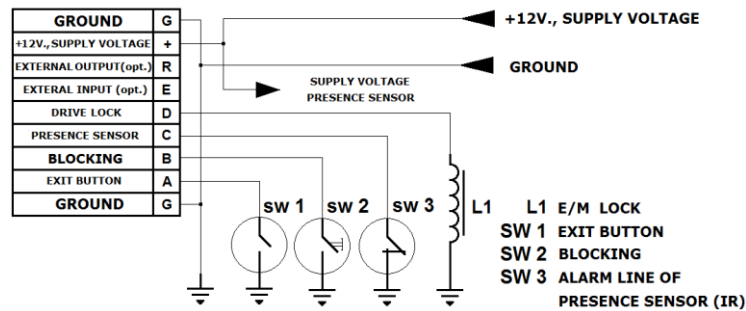 GROUND G
+12V., SUPPLY VOLTAGE +
EXTERNAL OUTPUT(opt.) R
EXTERAL INPUT (opt.) E
DRIVE LOCK D
PRESENCE SENSOR C
BLOCKING B
EXIT BUTTON A
GROUND G
+12V., SUPPLY VOLTAGE
GROUND
SUPPLY VOLTAGE
PRESENCE SENSOR
sw 1 sw 2 sw 3 L1
L1 E/M LOCK
SW 1 EXIT BUTTON
SW 2 BLOCKING
SW 3 ALARM LINE OF
PRESENCE SENSOR (IR)